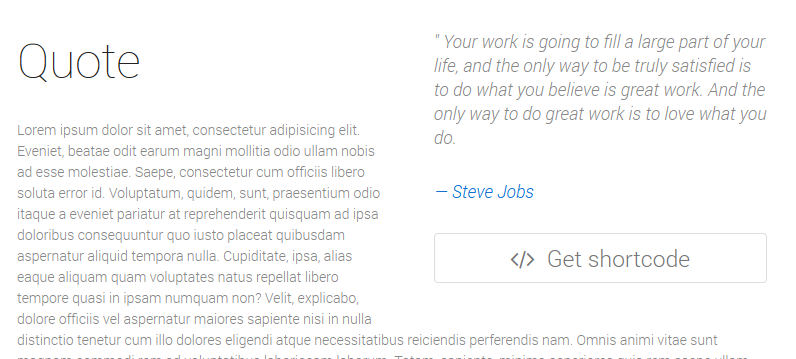 Quote
Lorem ipsum dolor sit amet, consectetur adipisicing elit.
Eveniet, beatae odit earum magni mollitia odio ullam nobis
ad esse molestiae. Saepe, consectetur cum officiis libero
soluta error id. Voluptatum, quidem, sunt, praesentium odio
itaque a eveniet pariatur at reprehenderit quisquam ad ipsa
doloribus consequuntur quo iusto placeat quibusdam
aspernatur aliquid tempora nulla. Cupiditate, ipsa, alias
eaque aliquam quam voluptates natus repellat libero
tempore quasi in ipsam numquam non? Velit, explicabo,
dolore officiis vel aspernatur maiores sapiente nisi in nulla
distinctio tenetur cum illo dolores eligendi atque necessitatibus reiciendis perferendis nam. Omnis animi vitae sunt
" Your work is going to fill a large part of your
life, and the only way to be truly satisfied is
to do what you believe is great work. And the
only way to do great work is to love what you
do.
— Steve Jobs
</> Get shortcode